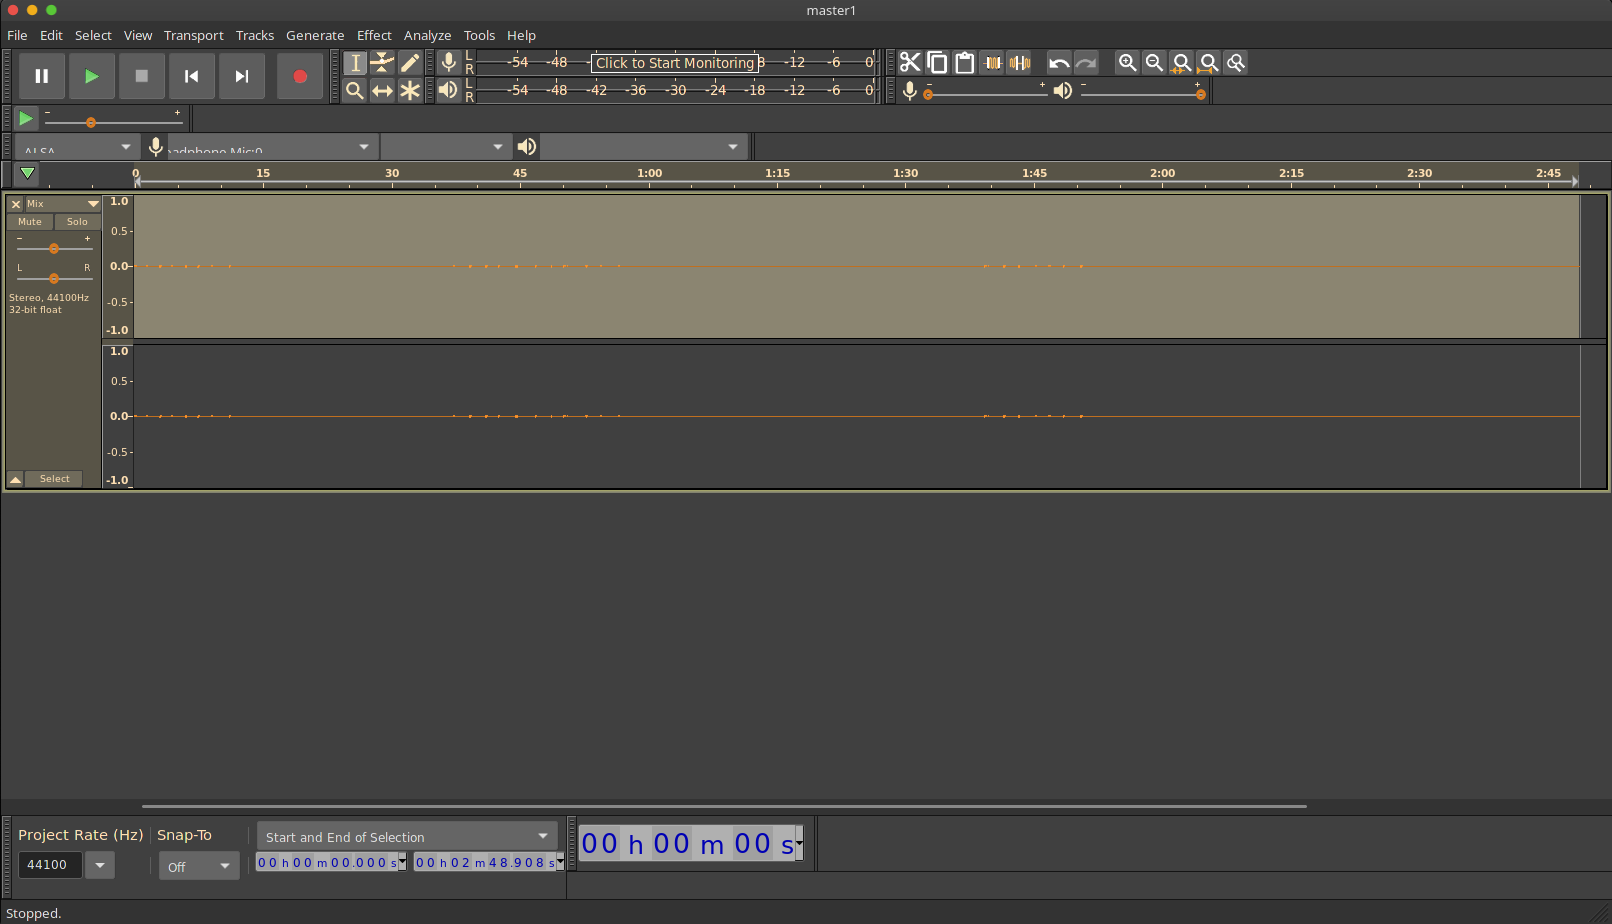 master1
File Edit Select View Transport Tracks Generate Effect Analyze Tools Help
L
R
-54 -48 Click to Start Monitoring 8 -12 -6 0
L
R
-54 -48 -42 -36 -30 -24 -18 -12 -6 0
- +
- +
- +
ALSA
adphone Mic:0
0 15 30 45 1:00 1:15 1:30 1:45 2:00 2:15 2:30 2:45
Mix
Mute Solo
- +
L R
Stereo, 44100Hz
32-bit float
Select
1.0
0.5
0.0
-0.5
-1.0
1.0
0.5
0.0
-0.5
-1.0
Project Rate (Hz) Snap-To Start and End of Selection
44100 Off 00 h 00 m 00.000 s 00 h 02 m 48.908 s
00 h 00 m 00 s
Stopped.